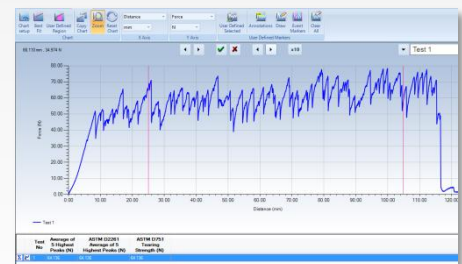 Chart setup
Best Fit
User Defined Region
Copy Chart
Zoom
Reset Chart
Distance
mm
Force
N
User Defined Selected
Annotations
Draw
Event Markers
Clear All
Chart
X Axis
Y Axis
User Defined Markers
×10
Test 1
80.00
70.00
60.00
50.00
40.00
30.00
20.00
10.00
0.00
Force (N)
0.00 10.00 20.00 30.00 40.00 50.00 60.00 70.00 80.00 90.00 100.00 110.00 120.0
Distance (mm)
Test 1
Test No
Average of 5 Highest Peaks (N)
ASTM D2261 Average of 5 Highest Peaks (N)
ASTM D751 Tearing Strength (N)